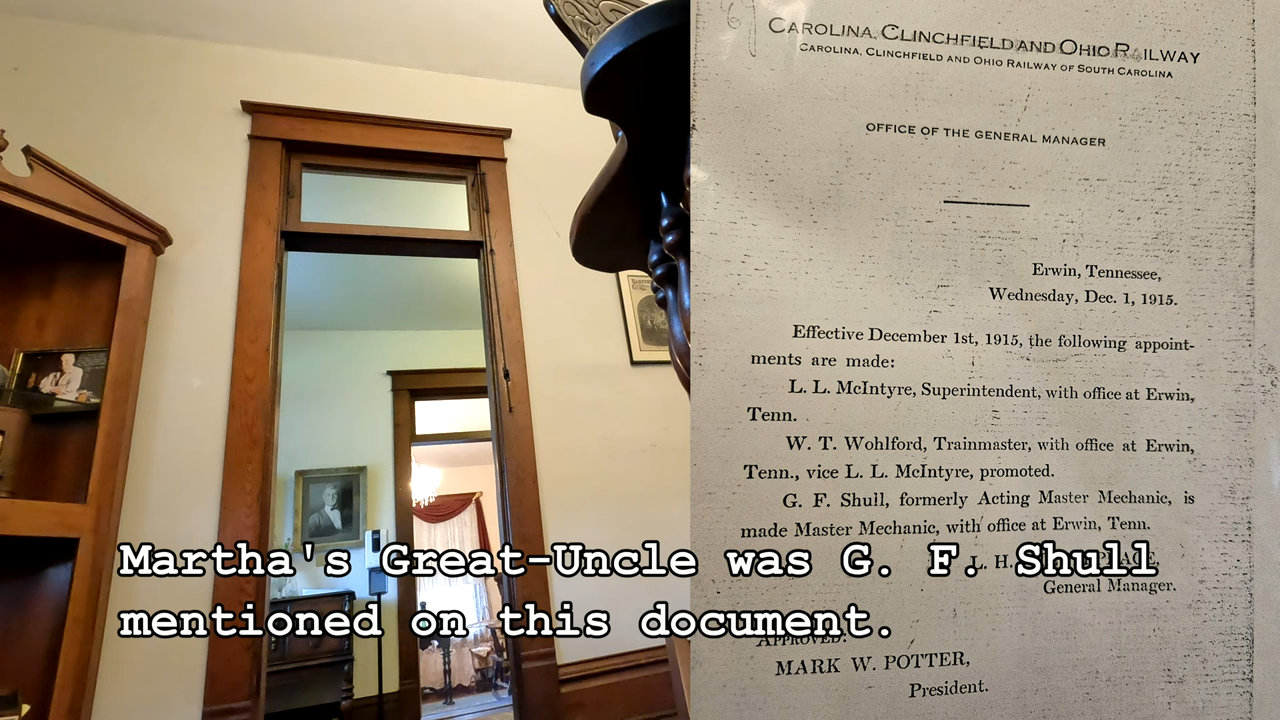 CAROLINA, CLINCHFIELD AND OHIO RAILWAY
CAROLINA, CLINCHFIELD AND OHIO RAILWAY OF SOUTH CAROLINA
OFFICE OF THE GENERAL MANAGER
Erwin, Tennessee,
Wednesday, Dec. 1, 1915.
Effective December 1st, 1915, the following appoint-
ments are made:
L. L. McIntyre, Superintendent, with office at Erwin,
Tenn.
W. T. Wohlford, Trainmaster, with office at Erwin,
Tenn., vice L. L. McIntyre, promoted.
G. F. Shull, formerly Acting Master Mechanic, is
made Master Mechanic, with office at Erwin, Tenn.
L. H.
General Manager.
APPROVED:
MARK W. POTTER,
President.
Martha's Great-Uncle was G. F. Shull
mentioned on this document.